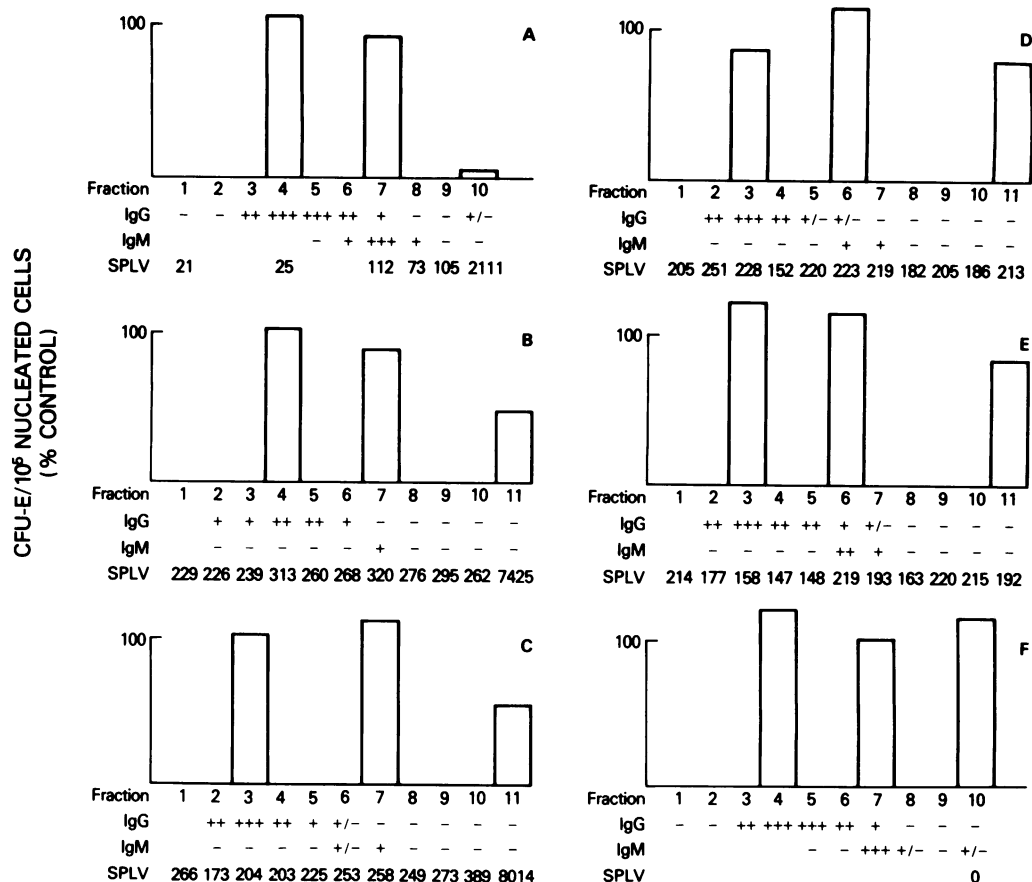 CFU-E/10⁵ NUCLEATED CELLS
(% CONTROL)
100
A
Fraction 1 2 3 4 5 6 7 8 9 10
IgG – – ++ +++ +++ ++ + – – +/–
IgM – + +++ + – –
SPLV 21 25 112 73 105 2111
100
B
Fraction 1 2 3 4 5 6 7 8 9 10 11
IgG + + ++ ++ + – – – – –
IgM – – – – – + – – – –
SPLV 229 226 239 313 260 268 320 276 295 262 7425
100
C
Fraction 1 2 3 4 5 6 7 8 9 10 11
IgG ++ +++ ++ + +/– – – – – –
IgM – – – – +/– + – – – –
SPLV 266 173 204 203 225 253 258 249 273 389 8014
100
D
Fraction 1 2 3 4 5 6 7 8 9 10 11
IgG ++ +++ ++ +/– +/– – – – – –
IgM – – – – + + – – – –
SPLV 205 251 228 152 220 223 219 182 205 186 213
100
E
Fraction 1 2 3 4 5 6 7 8 9 10 11
IgG ++ +++ ++ ++ + +/– – – – –
IgM – – – – ++ + – – – –
SPLV 214 177 158 147 148 219 193 163 220 215 192
100
F
Fraction 1 2 3 4 5 6 7 8 9 10
IgG – – ++ +++ +++ ++ + – – –
IgM – – +++ +/– – +/–
SPLV 0